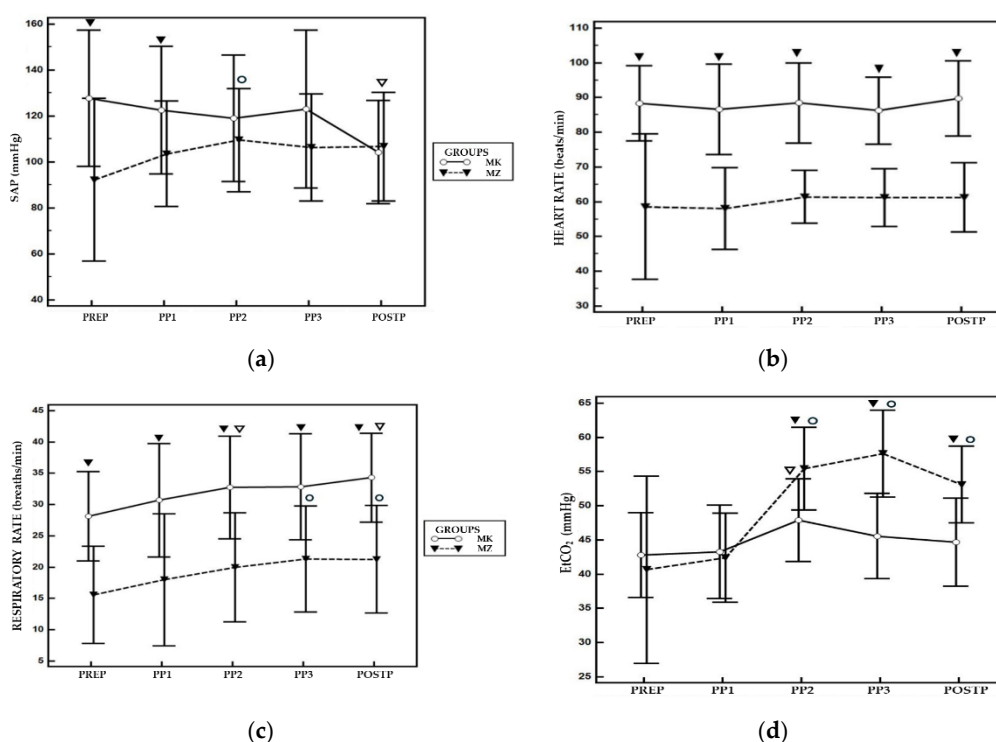 SAP (mmHg)
160
140
120
100
80
60
40
PREP PP1 PP2 PP3 POSTP
GROUPS
MK
MZ
(a)
HEART RATE (beats/min)
110
100
90
80
70
60
50
40
30
PREP PP1 PP2 PP3 POSTP
(b)
RESPIRATORY RATE (breaths/min)
45
40
35
30
25
20
15
10
5
PREP PP1 PP2 PP3 POSTP
GROUPS
MK
MZ
(c)
EtCO₂ (mmHg)
65
60
55
50
45
40
35
30
25
PREP PP1 PP2 PP3 POSTP
(d)